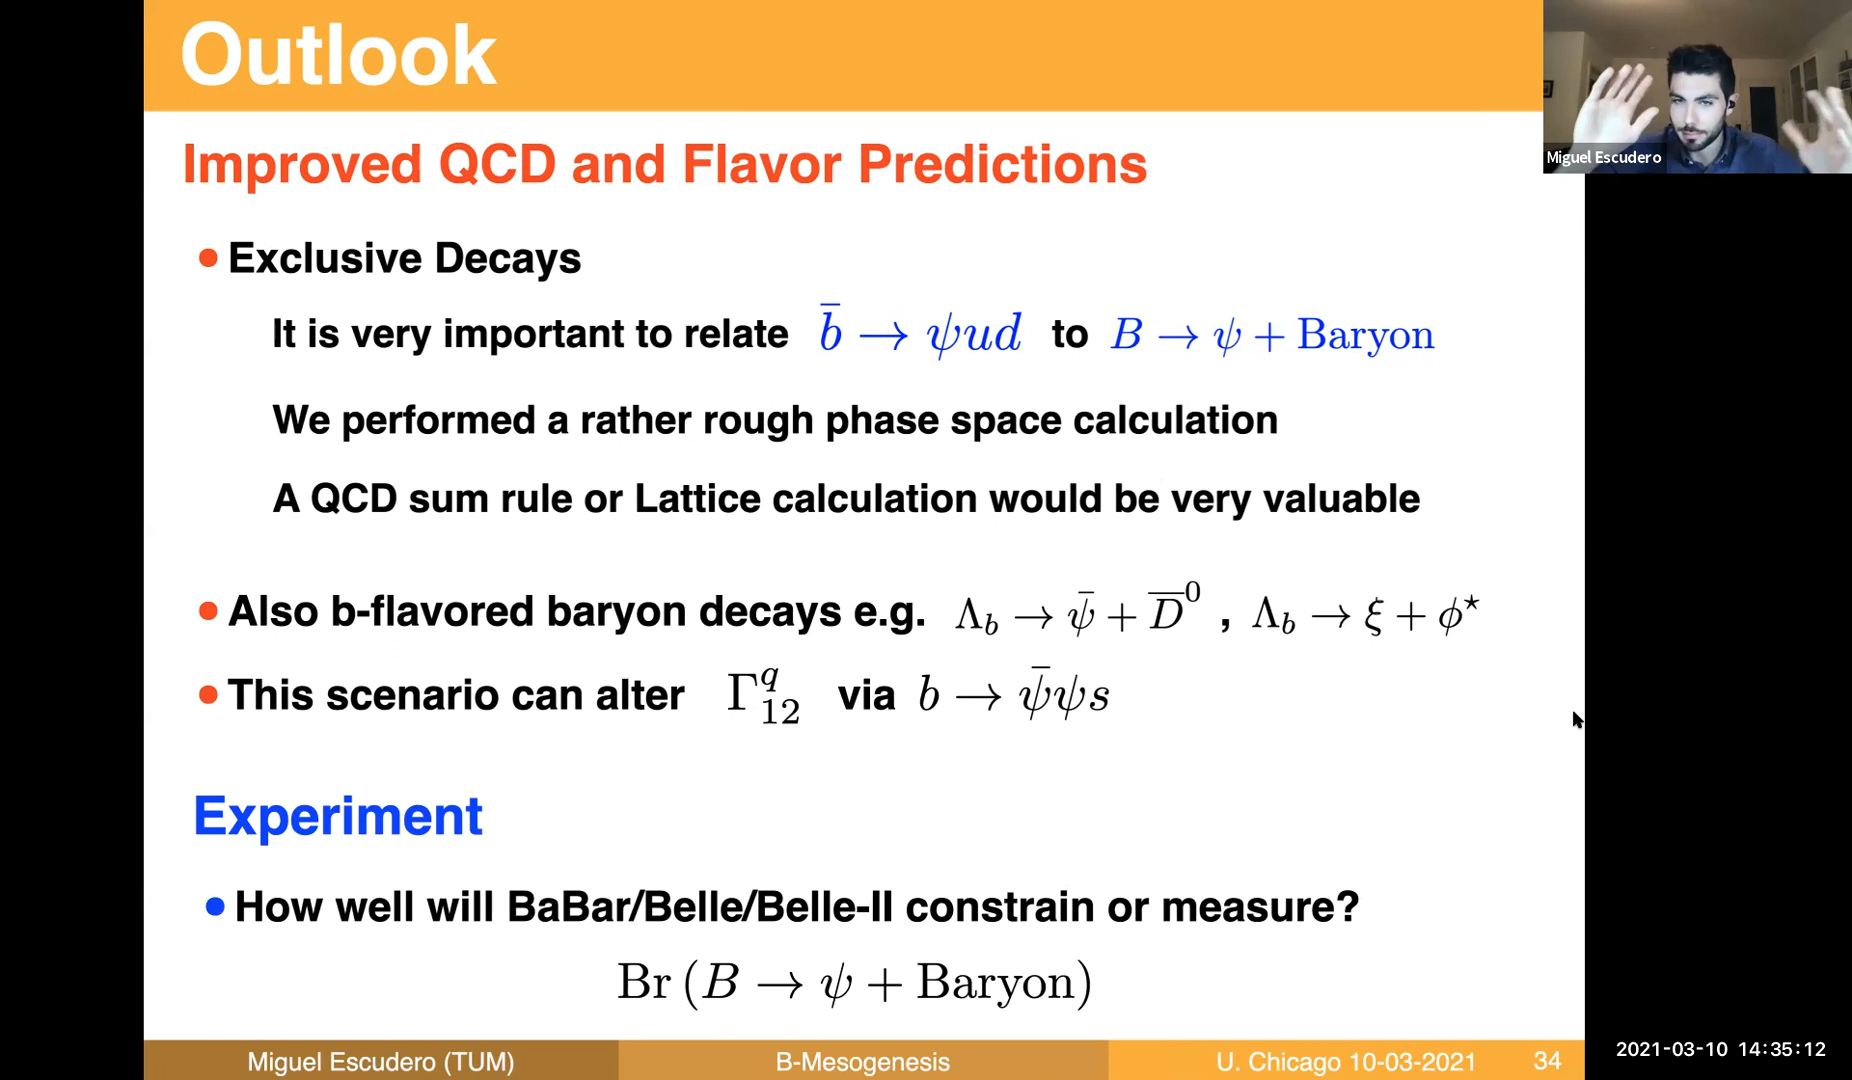 Outlook
Miguel Escudero
Improved QCD and Flavor Predictions
• Exclusive Decays
It is very important to relate b̄ → ψud to B → ψ + Baryon
We performed a rather rough phase space calculation
A QCD sum rule or Lattice calculation would be very valuable
• Also b-flavored baryon decays e.g. Λ_b → ψ̄ + D̄⁰ , Λ_b → ξ + ϕ*
• This scenario can alter Γ^q_12 via b → ψ̄ψs
Experiment
• How well will BaBar/Belle/Belle-II constrain or measure?
Br (B → ψ + Baryon)
Miguel Escudero (TUM) B-Mesogenesis U. Chicago 10-03-2021 34
2021-03-10 14:35:12